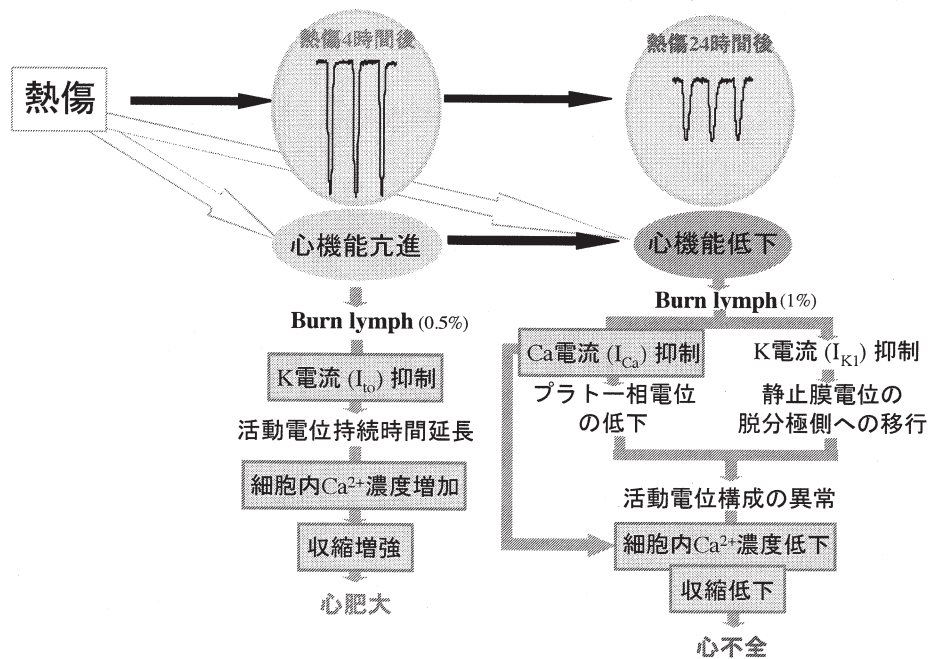 熱傷
熱傷4時間後
熱傷24時間後
心機能亢進
心機能低下
Burn lymph (0.5%)
K電流 (Ito) 抑制
活動電位持続時間延長
細胞内Ca²⁺濃度増加
収縮増強
心肥大
Burn lymph (1%)
Ca電流 (ICa) 抑制
プラトー相電位
の低下
K電流 (IK1) 抑制
静止膜電位の
脱分極側への移行
活動電位構成の異常
細胞内Ca²⁺濃度低下
収縮低下
心不全